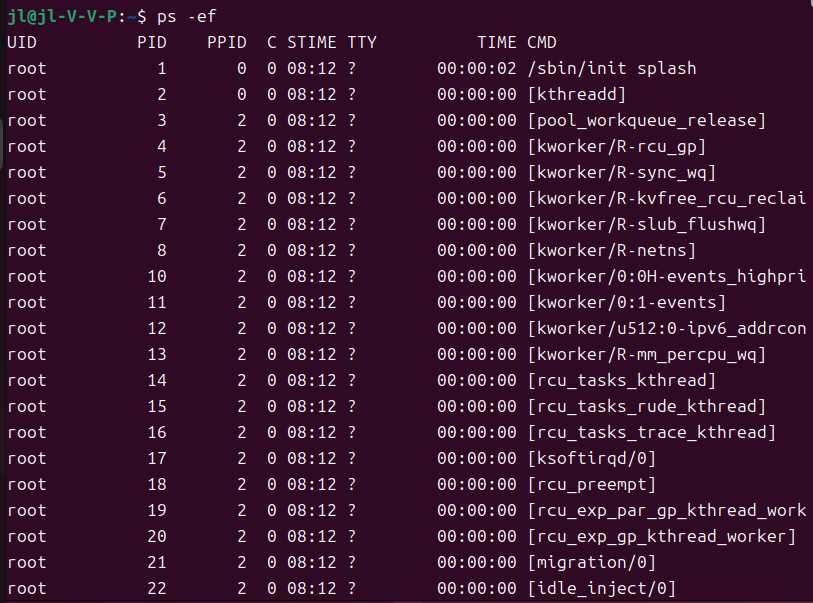 jl@jl-V-V-P:~$ ps -ef
UID          PID    PPID  C STIME TTY          TIME CMD
root           1       0  0 08:12 ?        00:00:02 /sbin/init splash
root           2       0  0 08:12 ?        00:00:00 [kthreadd]
root           3       2  0 08:12 ?        00:00:00 [pool_workqueue_release]
root           4       2  0 08:12 ?        00:00:00 [kworker/R-rcu_gp]
root           5       2  0 08:12 ?        00:00:00 [kworker/R-sync_wq]
root           6       2  0 08:12 ?        00:00:00 [kworker/R-kvfree_rcu_reclai
root           7       2  0 08:12 ?        00:00:00 [kworker/R-slub_flushwq]
root           8       2  0 08:12 ?        00:00:00 [kworker/R-netns]
root          10       2  0 08:12 ?        00:00:00 [kworker/0:0H-events_highpri
root          11       2  0 08:12 ?        00:00:00 [kworker/0:1-events]
root          12       2  0 08:12 ?        00:00:00 [kworker/u512:0-ipv6_addrcon
root          13       2  0 08:12 ?        00:00:00 [kworker/R-mm_percpu_wq]
root          14       2  0 08:12 ?        00:00:00 [rcu_tasks_kthread]
root          15       2  0 08:12 ?        00:00:00 [rcu_tasks_rude_kthread]
root          16       2  0 08:12 ?        00:00:00 [rcu_tasks_trace_kthread]
root          17       2  0 08:12 ?        00:00:00 [ksoftirqd/0]
root          18       2  0 08:12 ?        00:00:00 [rcu_preempt]
root          19       2  0 08:12 ?        00:00:00 [rcu_exp_par_gp_kthread_work
root          20       2  0 08:12 ?        00:00:00 [rcu_exp_gp_kthread_worker]
root          21       2  0 08:12 ?        00:00:00 [migration/0]
root          22       2  0 08:12 ?        00:00:00 [idle_inject/0]